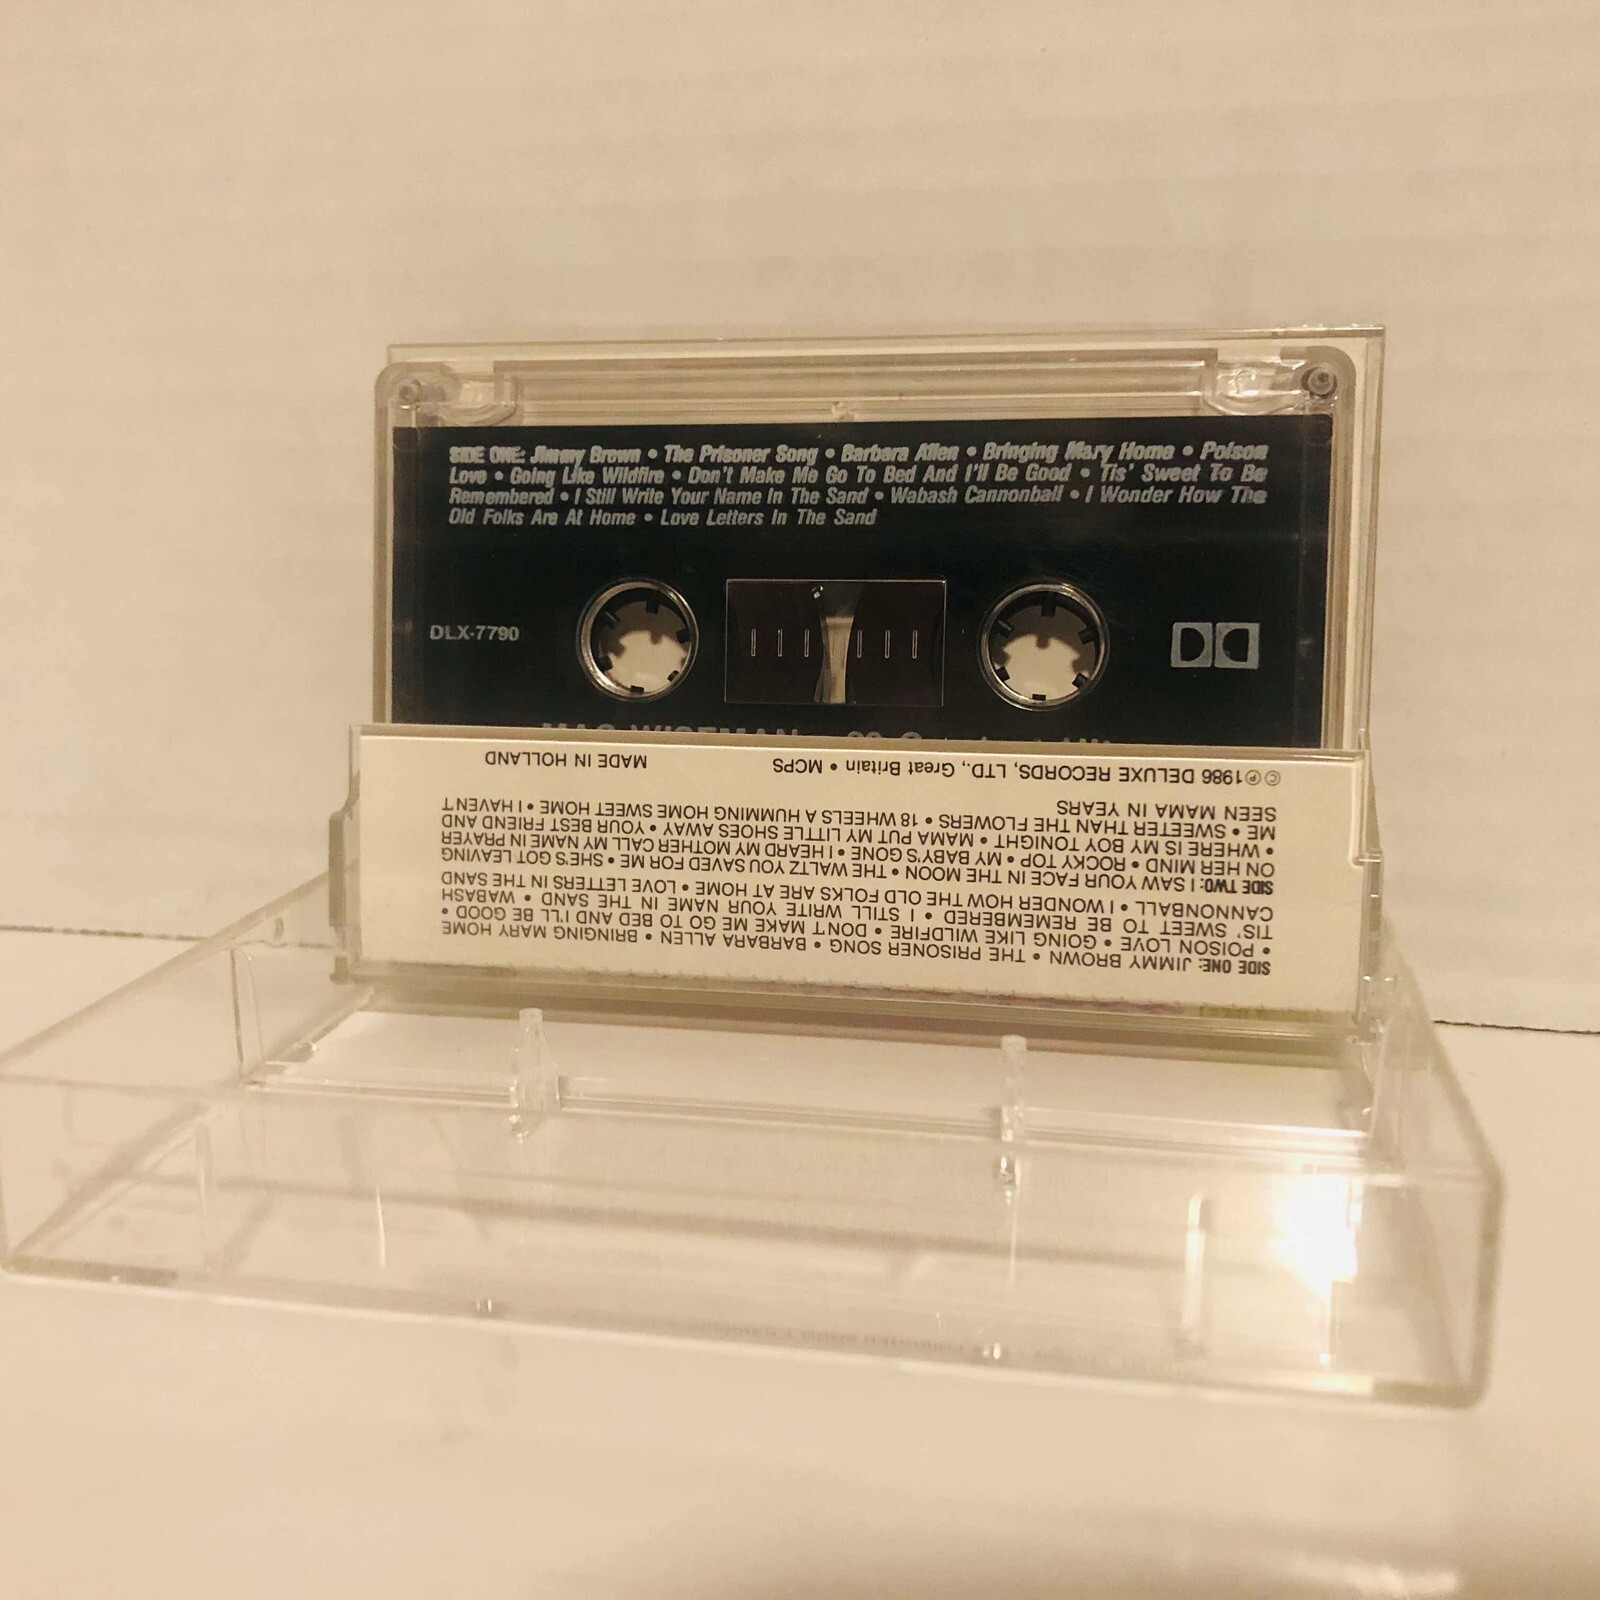 SIDE ONE: Jimmy Brown • The Prisoner Song • Barbara Allen • Bringing Mary Home • Poison
Love • Going Like Wildfire • Don't Make Me Go To Bed And I'll Be Good • Tis' Sweet To Be
Remembered • I Still Write Your Name In The Sand • Wabash Cannonball • I Wonder How The
Old Folks Are At Home • Love Letters In The Sand
DLX-7790
MAC WISEMAN
SIDE ONE: JIMMY BROWN • THE PRISONER SONG • BARBARA ALLEN • BRINGING MARY HOME
• POISON LOVE • GOING LIKE WILDFIRE • DON'T MAKE ME GO TO BED AND I'LL BE GOOD •
TIS' SWEET TO BE REMEMBERED • I STILL WRITE YOUR NAME IN THE SAND • WABASH
CANNONBALL • I WONDER HOW THE OLD FOLKS ARE AT HOME • LOVE LETTERS IN THE SAND
SIDE TWO: I SAW YOUR FACE IN THE MOON • THE WALTZ YOU SAVED FOR ME • SHE'S GOT LEAVING
ON HER MIND • ROCKY TOP • MY BABY'S GONE • I HEARD MY MOTHER CALL MY NAME IN PRAYER
• WHERE IS MY BOY TONIGHT • MAMA PUT MY LITTLE SHOES AWAY • YOUR BEST FRIEND AND
ME • SWEETER THAN THE FLOWERS • 18 WHEELS A HUMMING HOME SWEET HOME • I HAVEN'T
SEEN MAMA IN YEARS
©℗1986 DELUXE RECORDS, LTD., Great Britain • MCPS MADE IN HOLLAND